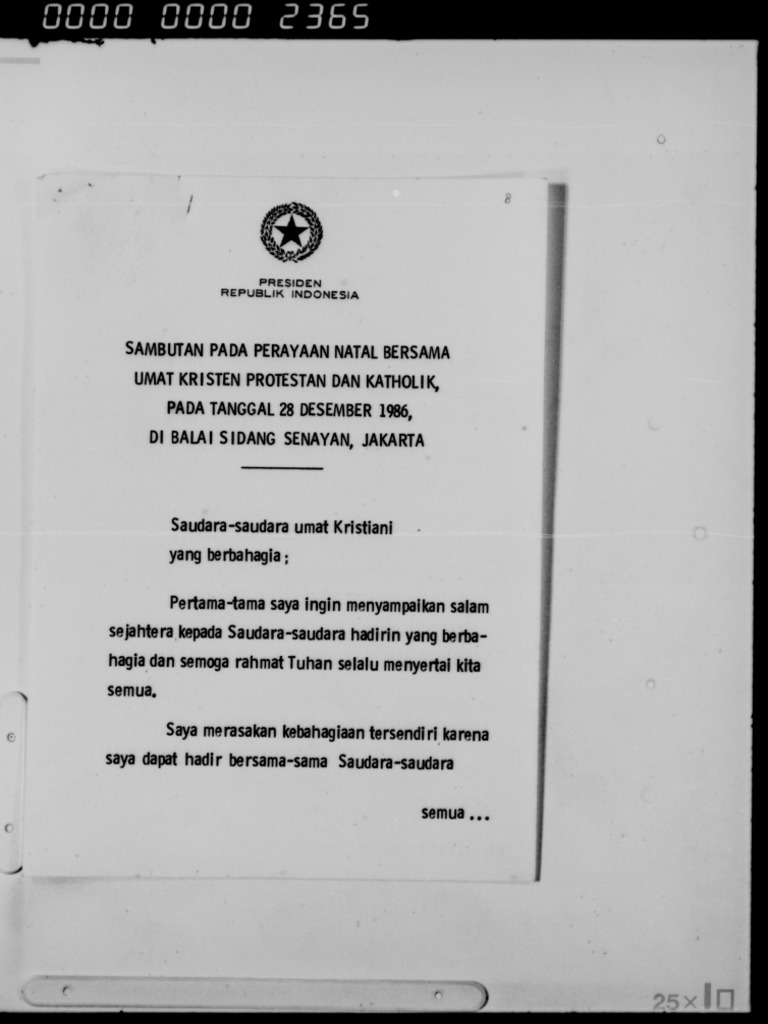 0000 0000 2365
8
PRESIDEN
REPUBLIK INDONESIA
SAMBUTAN PADA PERAYAAN NATAL BERSAMA
UMAT KRISTEN PROTESTAN DAN KATHOLIK,
PADA TANGGAL 28 DESEMBER 1986,
DI BALAI SIDANG SENAYAN, JAKARTA
Saudara-saudara umat Kristiani
yang berbahagia;
Pertama-tama saya ingin menyampaikan salam
sejahtera kepada Saudara-saudara hadirin yang berba-
hagia dan semoga rahmat Tuhan selalu menyertai kita
semua.
Saya merasakan kebahagiaan tersendiri karena
saya dapat hadir bersama-sama Saudara-saudara
semua ...
25×